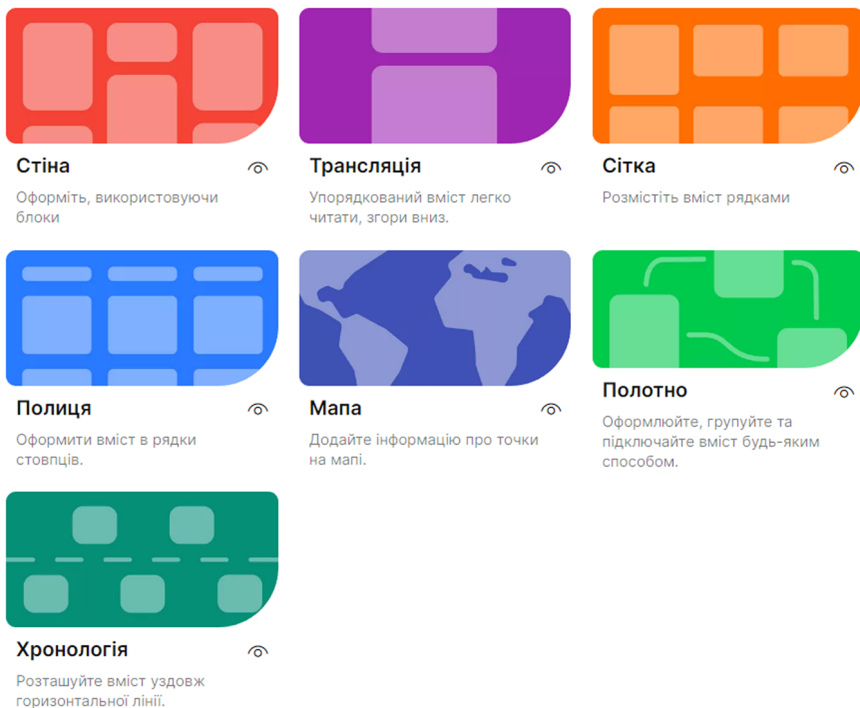 Стіна
Оформіть, використовуючи
блоки
Трансляція
Упорядкований вміст легко
читати, згори вниз.
Сітка
Розмістіть вміст рядками
Полиця
Оформити вміст в рядки
стовпців.
Мапа
Додайте інформацію про точки
на мапі.
Полотно
Оформлюйте, групуйте та
підключайте вміст будь-яким
способом.
Хронологія
Розташуйте вміст уздовж
горизонтальної лінії.